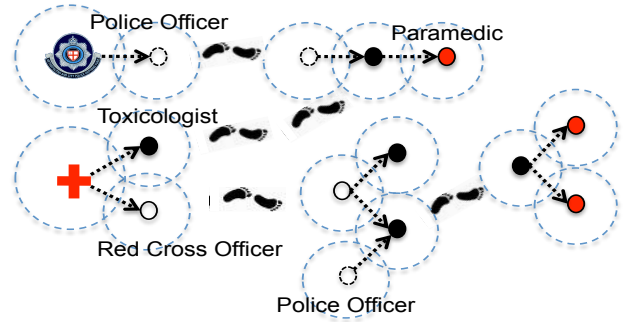 Police Officer
Paramedic
Toxicologist
Red Cross Officer
Police Officer